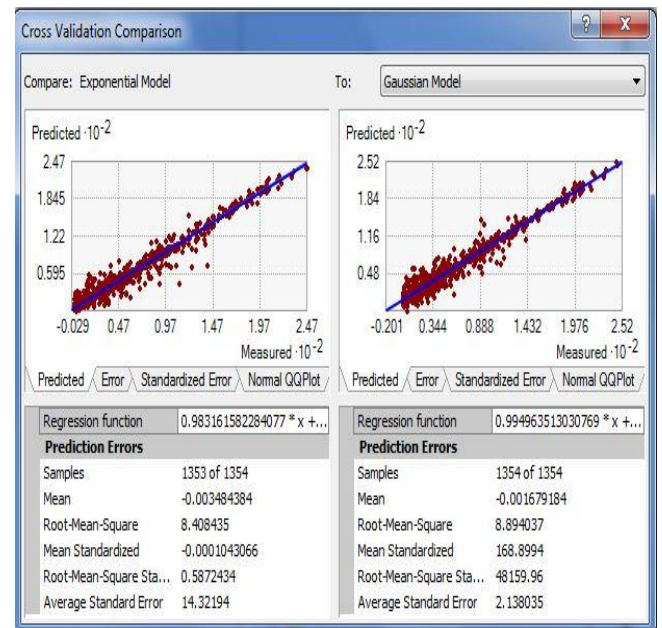 Cross Validation Comparison
Compare: Exponential Model
To: Gaussian Model
Predicted ·10⁻²
2.47
1.845
1.22
0.595
-0.029 0.47 0.97 1.47 1.97 2.47
Measured ·10⁻²
Predicted Error Standardized Error Normal QQPlot
Regression function 0.983161582284077 * x +...
Prediction Errors
Samples 1353 of 1354
Mean -0.003484384
Root-Mean-Square 8.408435
Mean Standardized -0.0001043066
Root-Mean-Square Sta... 0.5872434
Average Standard Error 14.32194
Predicted ·10⁻²
2.52
1.84
1.16
0.48
-0.201 0.344 0.888 1.432 1.976 2.52
Measured ·10⁻²
Predicted Error Standardized Error Normal QQPlot
Regression function 0.994963513030769 * x +...
Prediction Errors
Samples 1354 of 1354
Mean -0.001679184
Root-Mean-Square 8.894037
Mean Standardized 168.8994
Root-Mean-Square Sta... 48159.96
Average Standard Error 2.138035